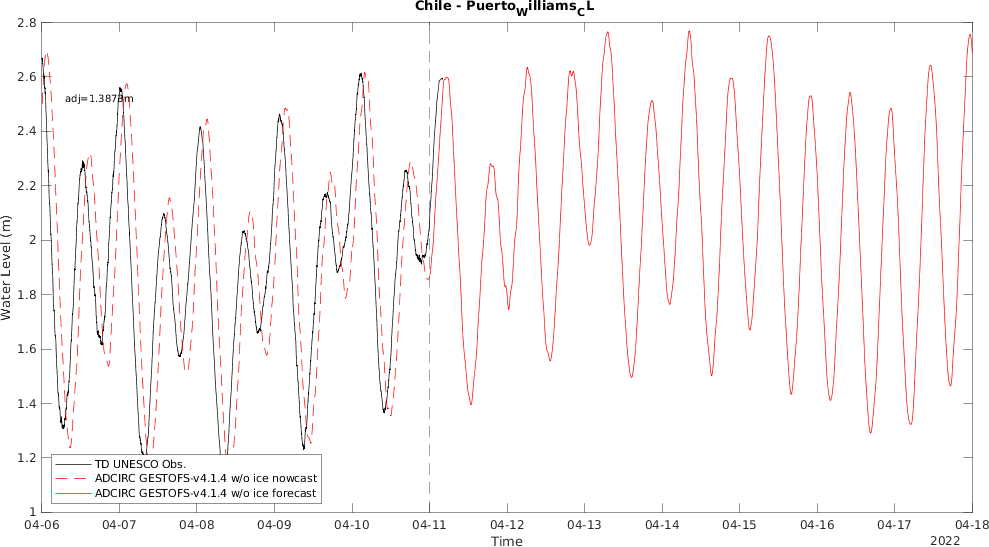 Chile - PuertoWilliamsCL
2.8
2.6
2.4
2.2
2
1.8
1.6
1.4
1.2
1
Water Level (m)
adj=1.3873m
TD UNESCO Obs.
ADCIRC GESTOFS-v4.1.4 w/o ice nowcast
ADCIRC GESTOFS-v4.1.4 w/o ice forecast
04-06 04-07 04-08 04-09 04-10 04-11 04-12 04-13 04-14 04-15 04-16 04-17 04-18
Time
2022